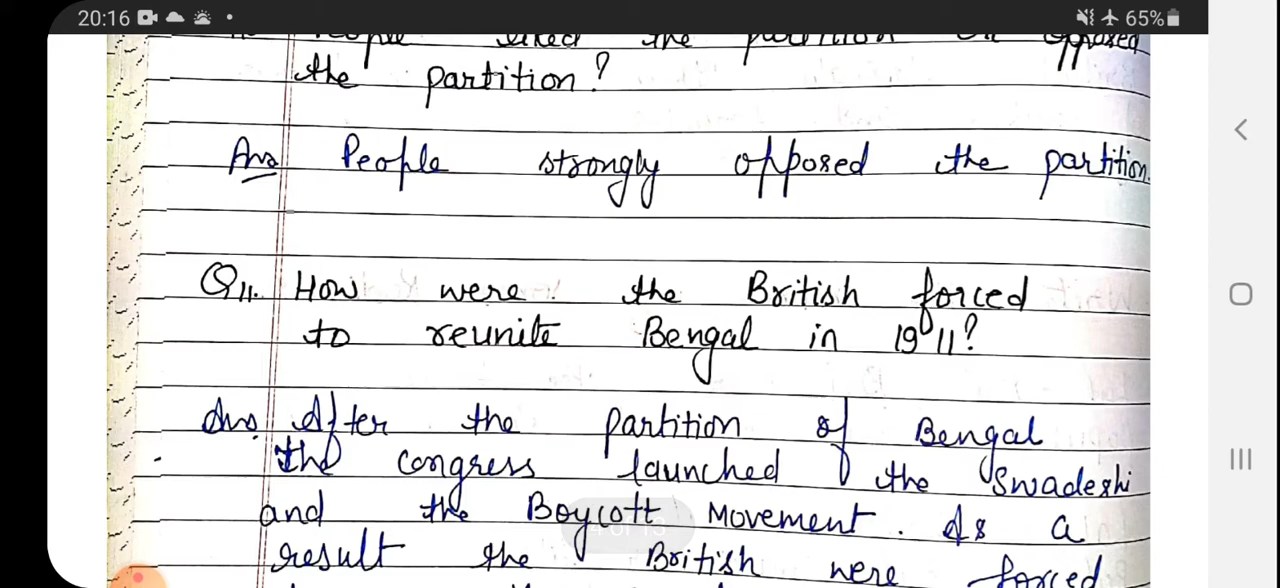 20:16 65%
the partition?
Ans People strongly opposed the partition.
Q11. How were the British forced
to reunite Bengal in 1911?
Ans. After the partition of Bengal
the congress launched the Swadeshi
and the Boycott Movement. As a
result the British were forced